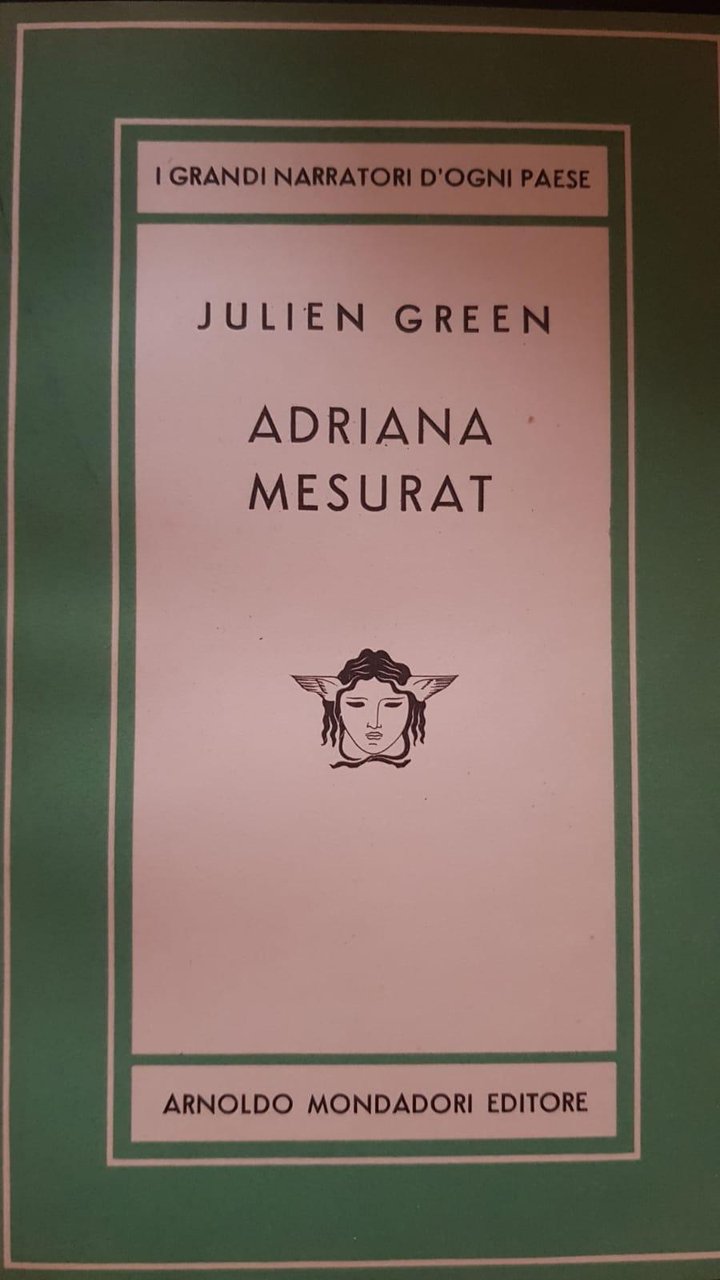 I GRANDI NARRATORI D'OGNI PAESE
JULIEN GREEN
ADRIANA
MESURAT
ARNOLDO MONDADORI EDITORE